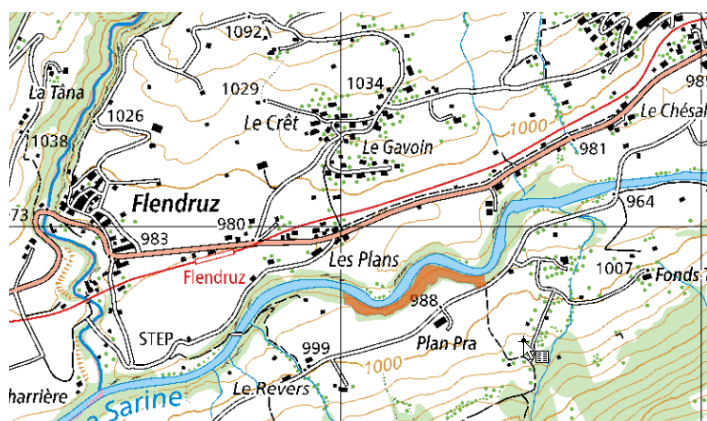 1092
La Tâna
1029
1034
98
1026
Le Crêt
1000
Le Chésal
1038
Le Gavoin
981
Flendruz
964
73
980
983
Les Plans
Flendruz
1007
Fonds
988
STEP
Plan Pra
999
1000
harrière
Le Revers
Sarine